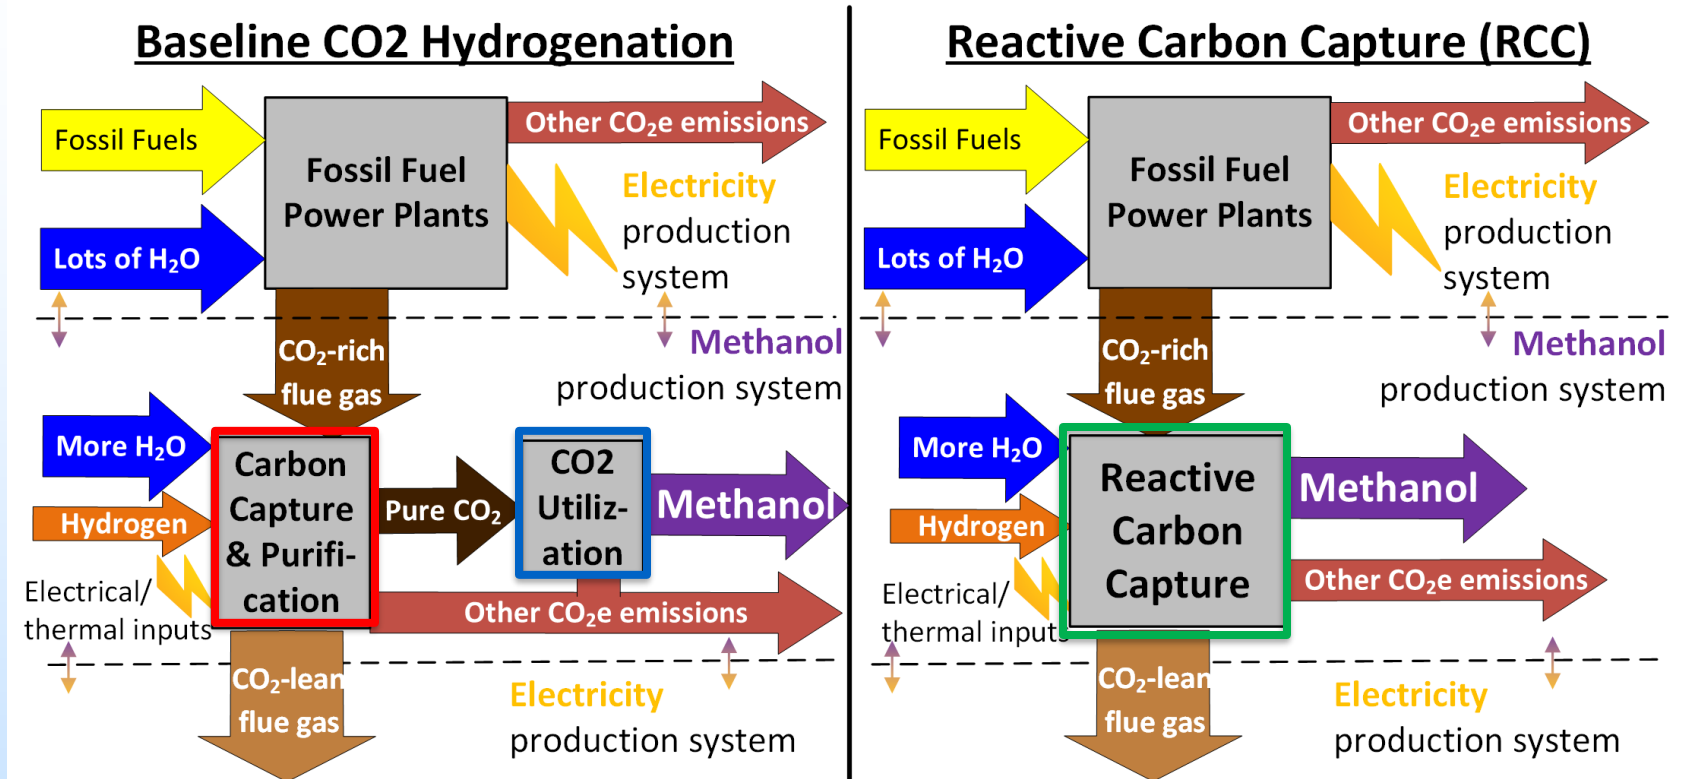 Baseline CO2 Hydrogenation
Fossil Fuels
Lots of H₂O
Fossil Fuel
Power Plants
Other CO₂e emissions
Electricity
production
system
CO₂-rich
flue gas
Methanol
production system
More H₂O
Hydrogen
Electrical/
thermal inputs
Carbon
Capture
& Purifi-
cation
Pure CO₂
CO2
Utiliz-
ation
Methanol
Other CO₂e emissions
CO₂-lean
flue gas
Electricity
production system
Reactive Carbon Capture (RCC)
Fossil Fuels
Lots of H₂O
Fossil Fuel
Power Plants
Other CO₂e emissions
Electricity
production
system
CO₂-rich
flue gas
Methanol
production system
More H₂O
Hydrogen
Electrical/
thermal inputs
Reactive
Carbon
Capture
Methanol
Other CO₂e emissions
CO₂-lean
flue gas
Electricity
production system